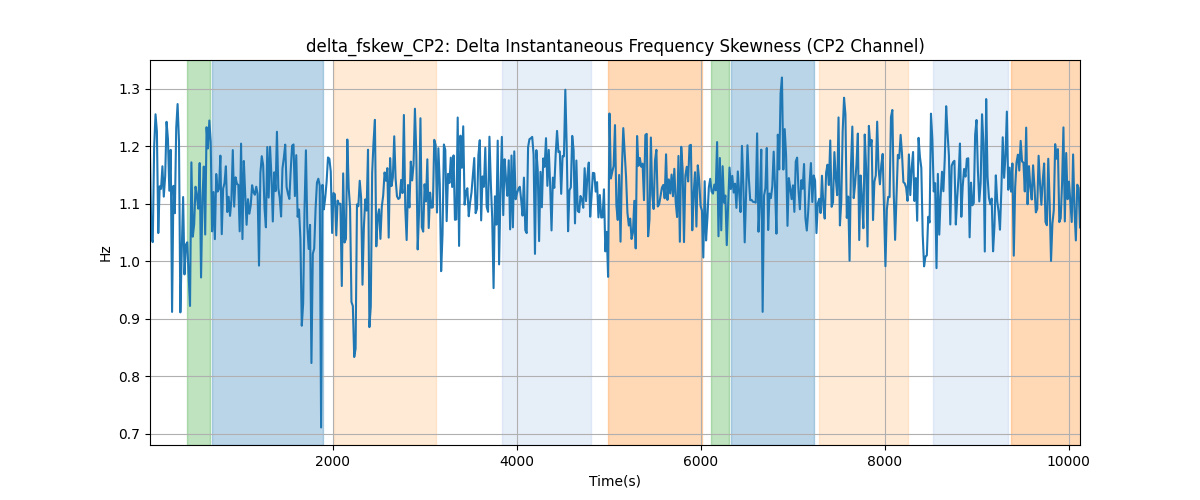 delta_fskew_CP2: Delta Instantaneous Frequency Skewness (CP2 Channel)
1.3
1.2
1.1
1.0
0.9
0.8
0.7
Hz
2000 4000 6000 8000 10000
Time(s)